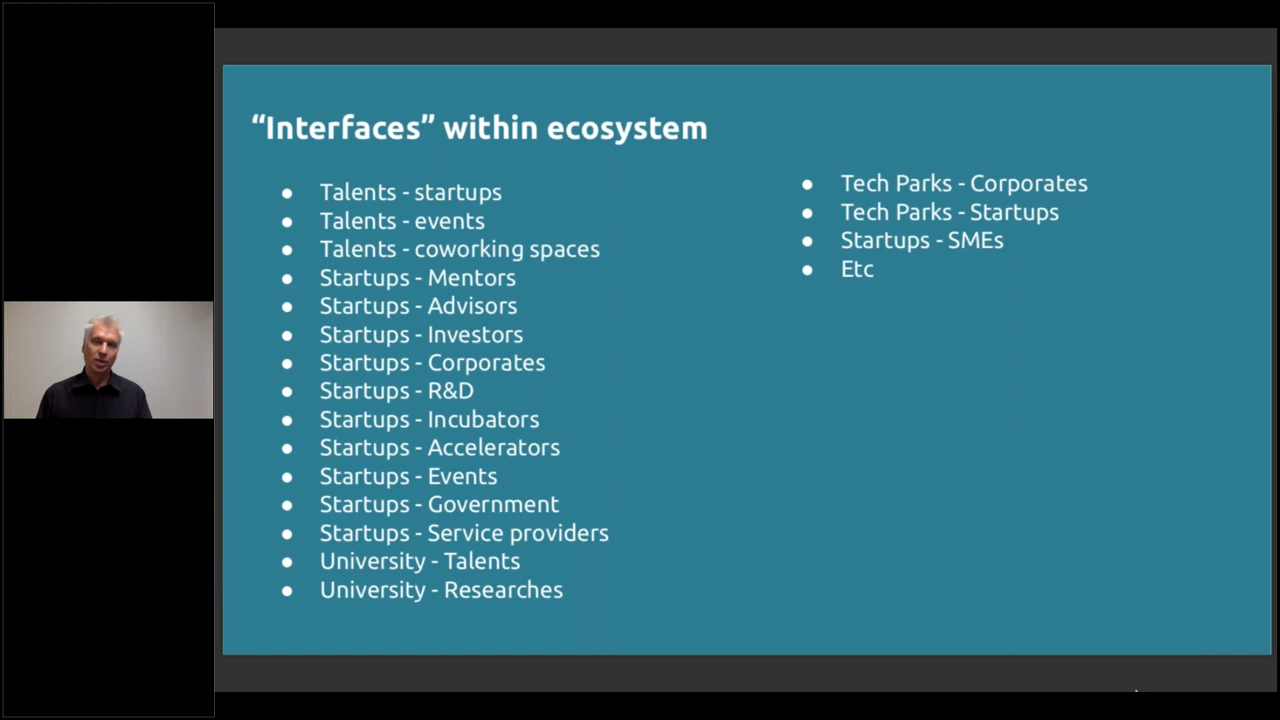 “Interfaces” within ecosystem
● Talents - startups
● Talents - events
● Talents - coworking spaces
● Startups - Mentors
● Startups - Advisors
● Startups - Investors
● Startups - Corporates
● Startups - R&D
● Startups - Incubators
● Startups - Accelerators
● Startups - Events
● Startups - Government
● Startups - Service providers
● University - Talents
● University - Researches
● Tech Parks - Corporates
● Tech Parks - Startups
● Startups - SMEs
● Etc